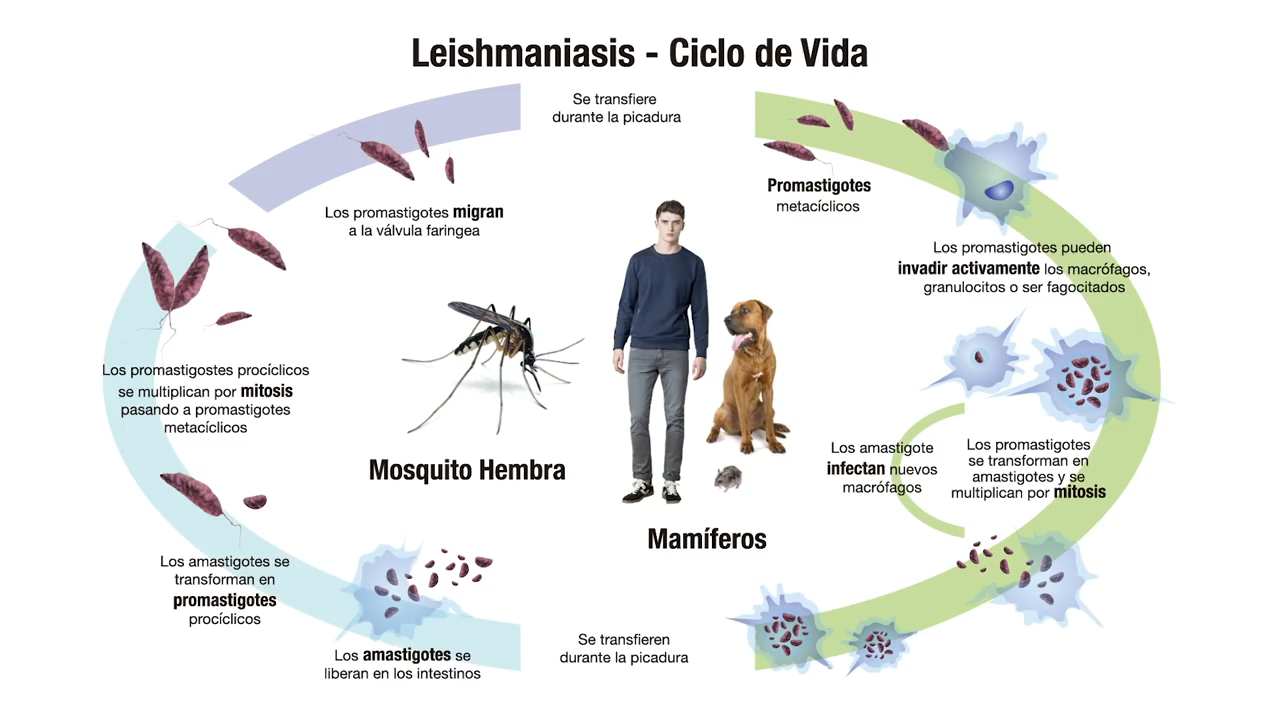 Leishmaniasis - Ciclo de Vida
Se transfiere
durante la picadura
Promastigotes
metacíclicos
Los promastigotes pueden
invadir activamente los macrófagos,
granulocitos o ser fagocitados
Los promastigotes
se transforman en
amastigotes y se
multiplican por mitosis
Los amastigote
infectan nuevos
macrófagos
Se transfieren
durante la picadura
Los amastigotes se
liberan en los intestinos
Los amastigotes se
transforman en
promastigotes
procíclicos
Los promastigostes procíclicos
se multiplican por mitosis
pasando a promastigotes
metacíclicos
Los promastigotes migran
a la válvula faringea
Mosquito Hembra
Mamíferos